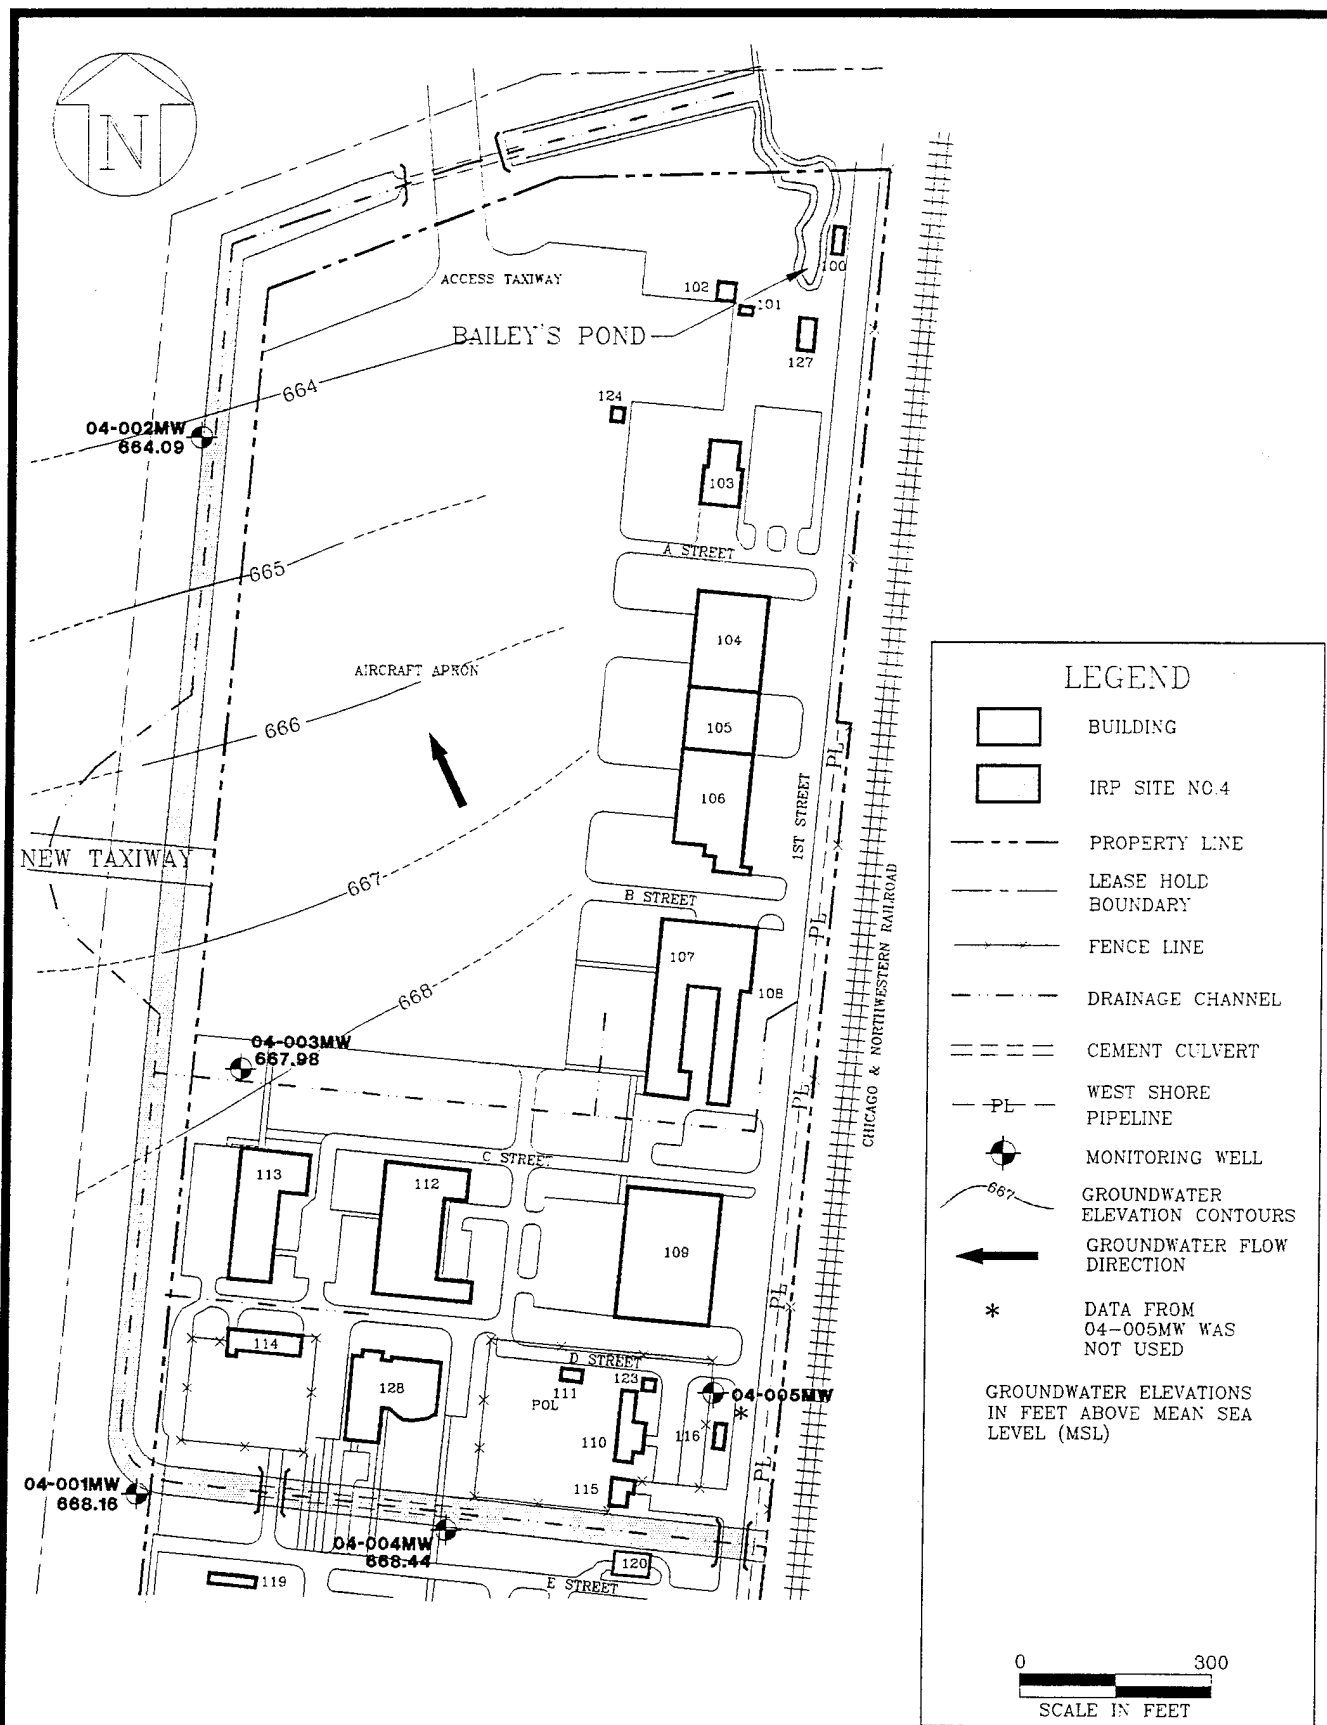 N
ACCESS TAXIWAY
102
101
100
BAILEY'S POND
127
664
124
04-002MW
664.09
103
A STREET
665
104
AIRCRAFT APRON
666
105
PL
106
1ST STREET
NEW TAXIWAY
667
B STREET
CHICAGO & NORTHWESTERN RAILROAD
PL
107
668
108
04-003MW
667.98
PL
C STREET
113
112
109
PL
114
D STREET
128
111
123
POL
04-005MW
*
110
116
PL
04-001MW
668.16
115
04-004MW
668.44
120
119
E STREET
LEGEND
BUILDING
IRP SITE NO.4
PROPERTY LINE
LEASE HOLD
BOUNDARY
FENCE LINE
DRAINAGE CHANNEL
CEMENT CULVERT
PL
WEST SHORE
PIPELINE
MONITORING WELL
667
GROUNDWATER
ELEVATION CONTOURS
GROUNDWATER FLOW
DIRECTION
*
DATA FROM
04-005MW WAS
NOT USED
GROUNDWATER ELEVATIONS
IN FEET ABOVE MEAN SEA
LEVEL (MSL)
0 300
SCALE IN FEET